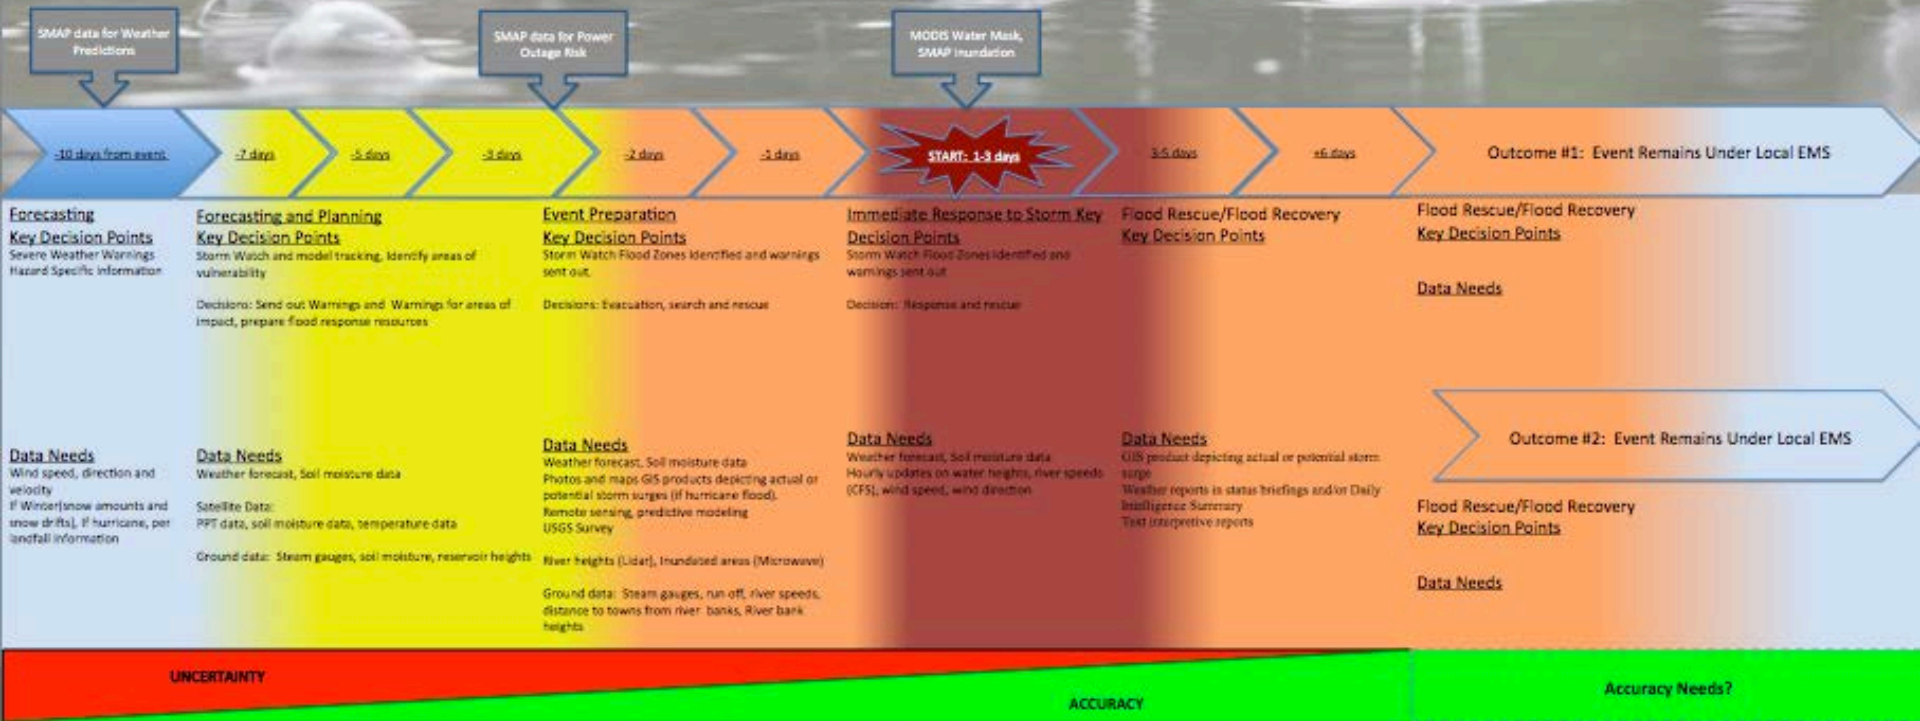 SMAP data for Weather
Predictions
SMAP data for Power
Outage Risk
MODIS Water Mask,
SMAP Inundation
-10 days from event
-7 days
-5 days
-3 days
-2 days
-1 days
START: 1-3 days
3-5 days
+6 days
Outcome #1: Event Remains Under Local EMS
Forecasting
Key Decision Points
Severe Weather Warnings
Hazard Specific Information
Data Needs
Wind speed, direction and
velocity
If Winter(snow amounts and
snow drifts), If hurricane, per
landfall information
Forecasting and Planning
Key Decision Points
Storm Watch and model tracking, Identify areas of
vulnerability
Decisions: Send out Warnings and Warnings for areas of
impact, prepare flood response resources
Data Needs
Weather forecast, Soil moisture data
Satellite Data:
PPT data, soil moisture data, temperature data
Ground data: Steam gauges, soil moisture, reservoir heights
Event Preparation
Key Decision Points
Storm Watch Flood Zones Identified and warnings
sent out.
Decisions: Evacuation, search and rescue
Data Needs
Weather forecast, Soil moisture data
Photos and maps GIS products depicting actual or
potential storm surges (if hurricane flood).
Remote sensing, predictive modeling
USGS Survey
River heights (Lidar), Inundated areas (Microwave)
Ground data: Steam gauges, run off, river speeds,
distance to towns from river banks, River bank
heights
Immediate Response to Storm Key
Decision Points
Storm Watch Flood Zones Identified and
warnings sent out
Decision: Response and rescue
Data Needs
Weather forecast, Soil moisture data
Hourly updates on water heights, river speeds
(CFS), wind speed, wind direction
Flood Rescue/Flood Recovery
Key Decision Points
Data Needs
GIS product depicting actual or potential storm
surge
Weather reports in status briefings and/or Daily
Intelligence Summary
Text interpretive reports
Flood Rescue/Flood Recovery
Key Decision Points
Data Needs
Outcome #2: Event Remains Under Local EMS
Flood Rescue/Flood Recovery
Key Decision Points
Data Needs
UNCERTAINTY
ACCURACY
Accuracy Needs?